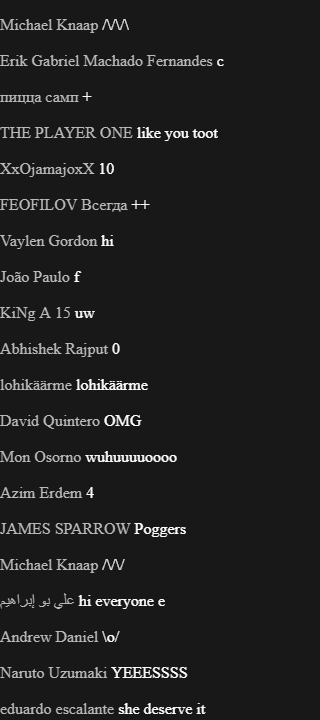 Michael Knaap /\/\/\
Erik Gabriel Machado Fernandes c
пицца самп +
THE PLAYER ONE like you toot
XxOjamajoxX 10
FEOFILOV Всегда ++
Vaylen Gordon hi
João Paulo f
KiNg A 15 uw
Abhishek Rajput 0
lohikäärme lohikäärme
David Quintero OMG
Mon Osorno wuhuuuuoooo
Azim Erdem 4
JAMES SPARROW Poggers
Michael Knaap /\/\/
علي بو إبراهيم hi everyone e
Andrew Daniel \o/
Naruto Uzumaki YEEESSSS
eduardo escalante she deserve it